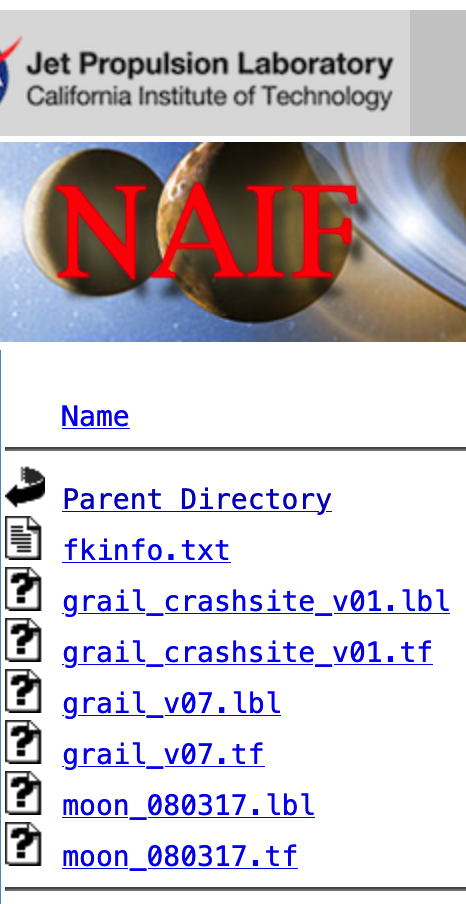 Jet Propulsion Laboratory
California Institute of Technology
NAIF
Name
Parent Directory
fkinfo.txt
grail_crashsite_v01.lbl
grail_crashsite_v01.tf
grail_v07.lbl
grail_v07.tf
moon_080317.lbl
moon_080317.tf